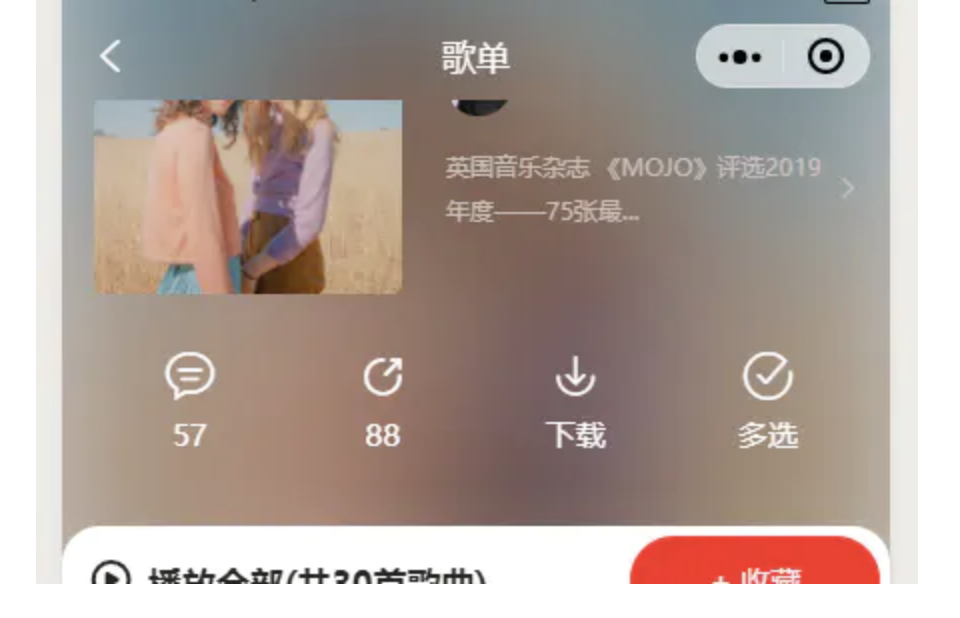 歌单
英国音乐杂志 《MOJO》评选2019
年度——75张最...
57
88
下载
多选
播放全部(共30首歌曲)
+ 收藏